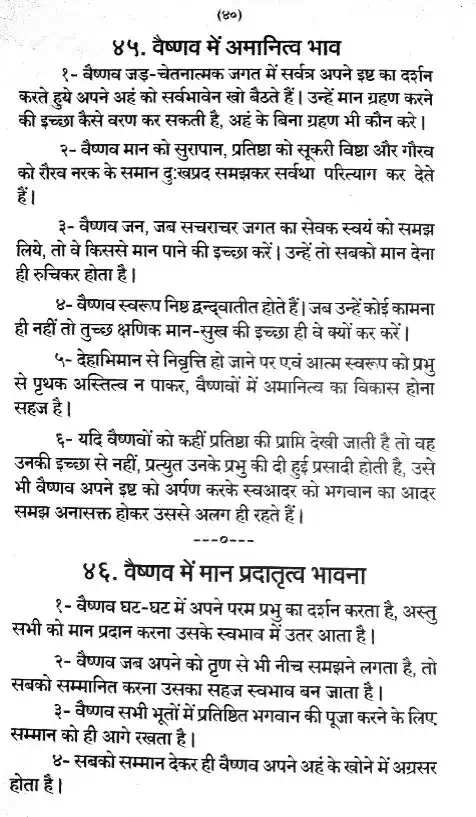 (४०)
४५. वैष्णव में अमानित्व भाव
१- वैष्णव जड़-चेतनात्मक जगत में सर्वत्र अपने इष्ट का दर्शन
करते हुये अपने अहं को सर्वभावेन खो बैठते हैं। उन्हें मान ग्रहण करने
की इच्छा कैसे वरण कर सकती है, अहं के बिना ग्रहण भी कौन करे।
२- वैष्णव मान को सुरापान, प्रतिष्ठा को सूकरी विष्ठा और गौरव
को रौरव नरक के समान दुःखप्रद समझकर सर्वथा परित्याग कर देते
हैं।
३- वैष्णव जन, जब सचराचर जगत का सेवक स्वयं को समझ
लिये, तो वे किससे मान पाने की इच्छा करें। उन्हें तो सबको मान देना
ही रुचिकर होता है।
४- वैष्णव स्वरूप निष्ठ द्वन्द्वातीत होते हैं। जब उन्हें कोई कामना
ही नहीं तो तुच्छ क्षणिक मान-सुख की इच्छा ही वे क्यों कर करें।
५- देहाभिमान से निवृत्ति हो जाने पर एवं आत्म स्वरूप को प्रभु
से पृथक अस्तित्व न पाकर, वैष्णवों में अमानित्व का विकास होना
सहज है।
६- यदि वैष्णवों को कहीं प्रतिष्ठा की प्राप्ति देखी जाती है तो वह
उनकी इच्छा से नहीं, प्रत्युत उनके प्रभु की दी हुई प्रसादी होती है, उसे
भी वैष्णव अपने इष्ट को अर्पण करके स्वआदर को भगवान का आदर
समझ अनासक्त होकर उससे अलग ही रहते हैं।
---०---
४६. वैष्णव में मान प्रदातृत्व भावना
१- वैष्णव घट-घट में अपने परम प्रभु का दर्शन करता है, अस्तु
सभी को मान प्रदान करना उसके स्वभाव में उतर आता है।
२- वैष्णव जब अपने को तृण से भी नीच समझने लगता है, तो
सबको सम्मानित करना उसका सहज स्वभाव बन जाता है।
३- वैष्णव सभी भूतों में प्रतिष्ठित भगवान की पूजा करने के लिए
सम्मान को ही आगे रखता है।
४- सबको सम्मान देकर ही वैष्णव अपने अहं के खोने में अग्रसर
होता है।